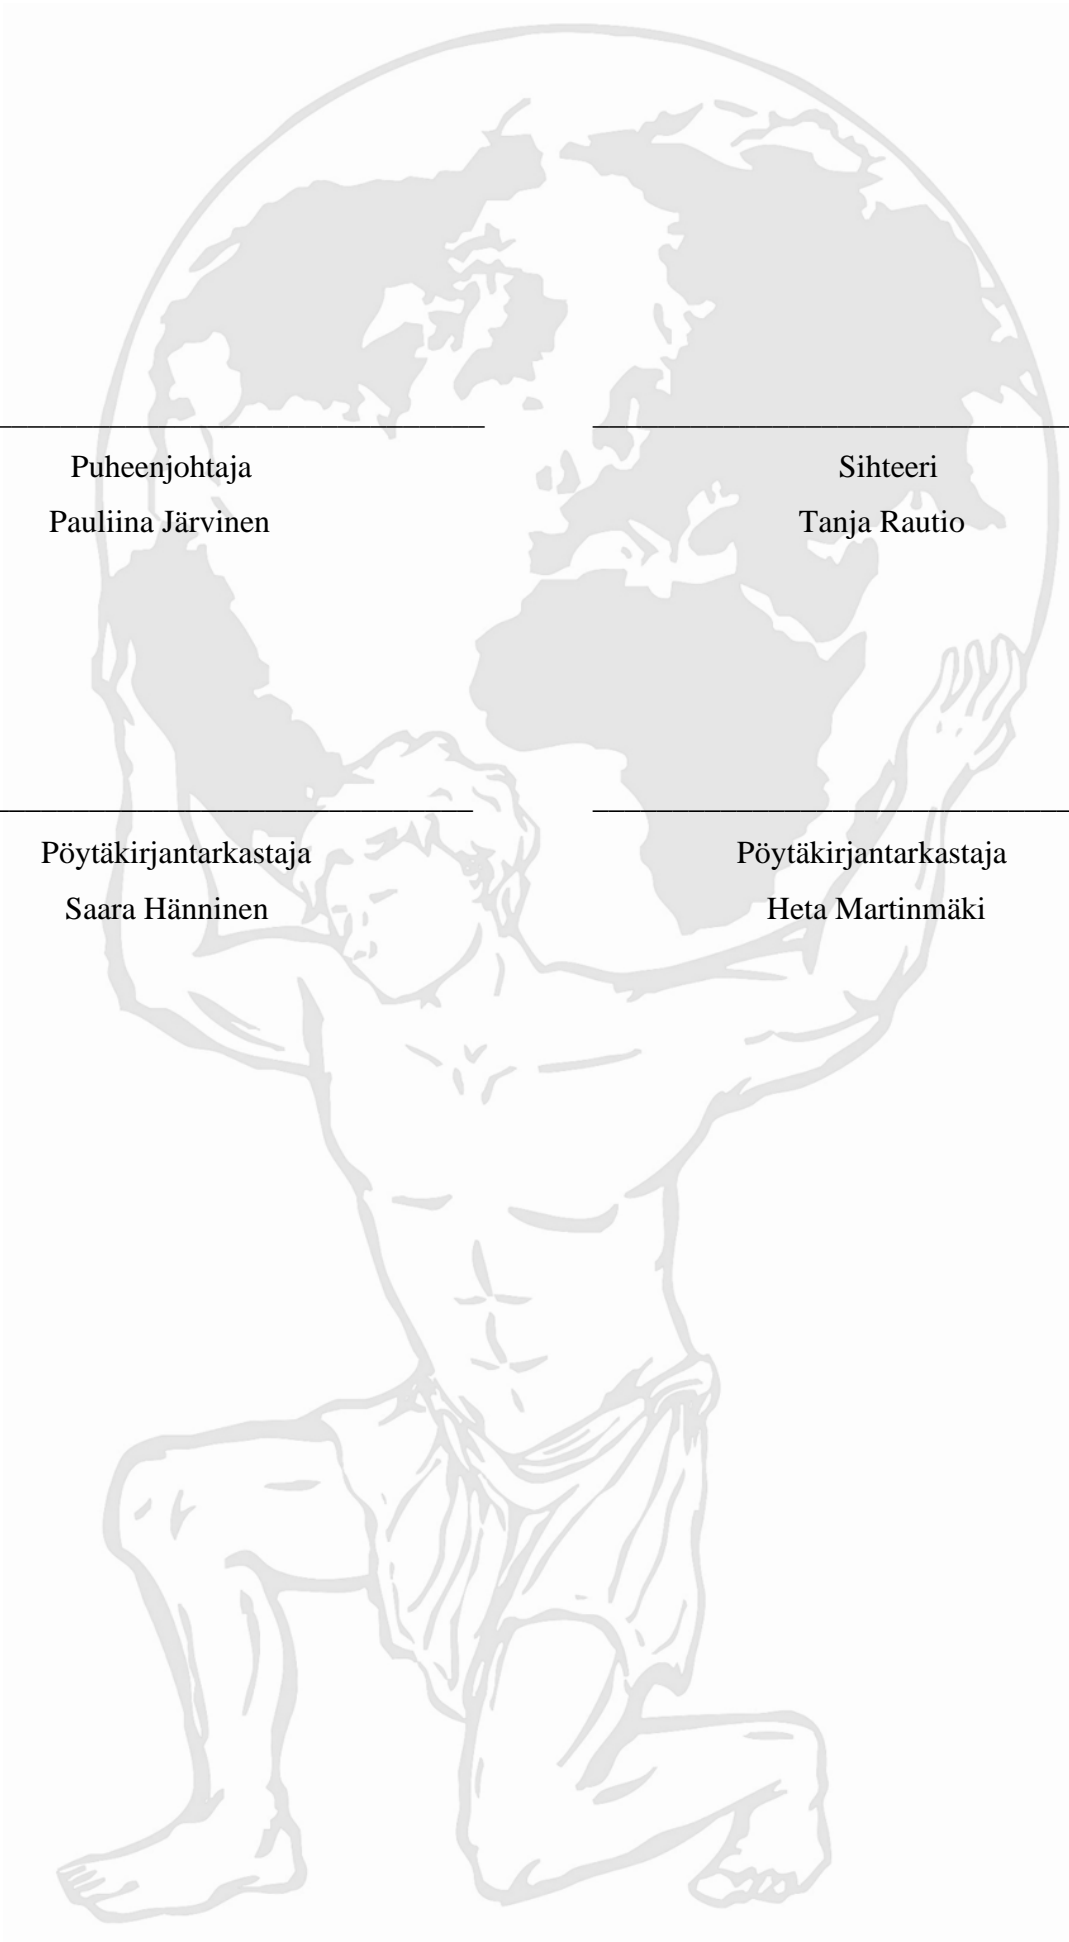 Puheenjohtaja
Sihteeri
Pauliina Järvinen
Tanja Rautio
Pöytäkirjantarkastaja
Pöytäkirjantarkastaja
Saara Hänninen
Heta Martinmäki